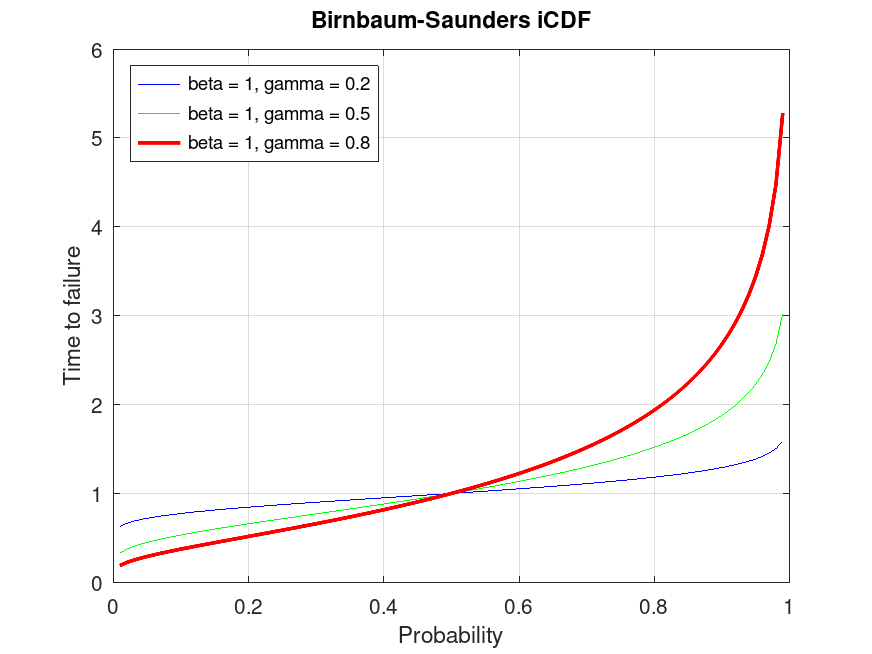 Birnbaum-Saunders iCDF
6
beta = 1, gamma = 0.2
beta = 1, gamma = 0.5
beta = 1, gamma = 0.8
5
4
3
2
1
0
Time to failure
0 0.2 0.4 0.6 0.8 1
Probability